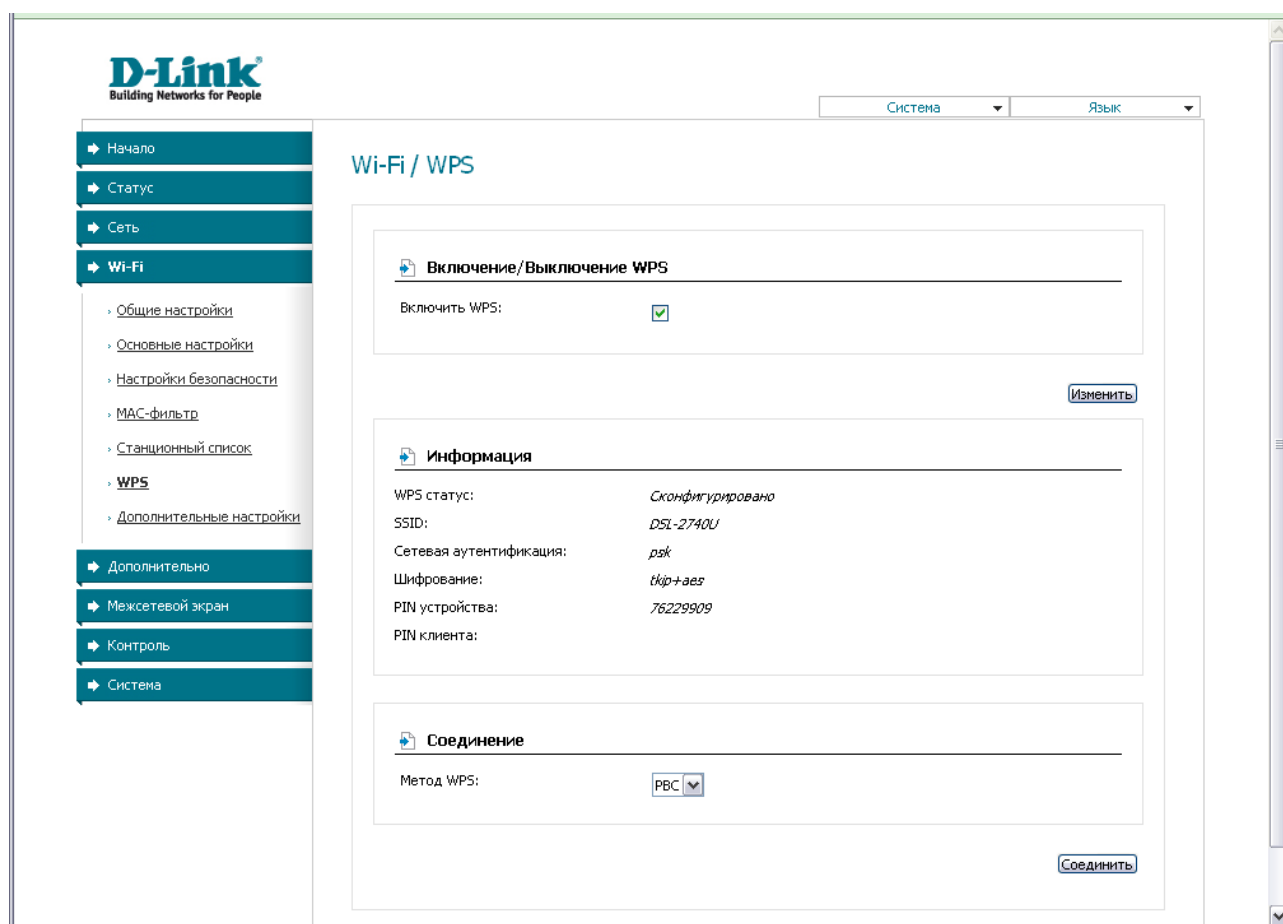 D-Link
Building Networks for People
Система
Язык
Начало
Статус
Сеть
Wi-Fi
Общие настройки
Основные настройки
Настройки безопасности
MAC-фильтр
Станционный список
WPS
Дополнительные настройки
Дополнительно
Межсетевой экран
Контроль
Система
Wi-Fi / WPS
Включение/Выключение WPS
Включить WPS:
Изменить
Информация
WPS статус: Сконфигурировано
SSID: DSL-2740U
Сетевая аутентификация: psk
Шифрование: tkip+aes
PIN устройства: 76229909
PIN клиента:
Соединение
Метод WPS: PBC
Соединить